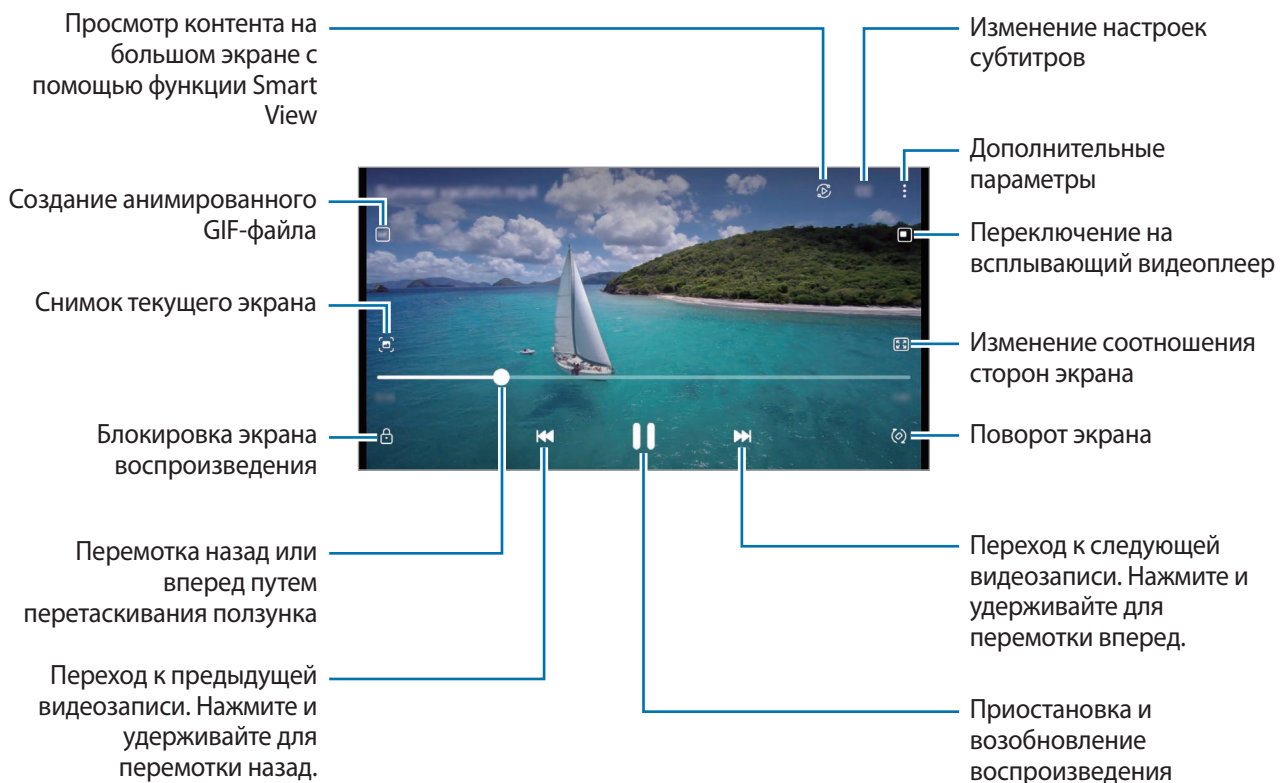 Просмотр контента на
большом экране с
помощью функции Smart
View
Создание анимированного
GIF-файла
Снимок текущего экрана
Блокировка экрана
воспроизведения
Перемотка назад или
вперед путем
перетаскивания ползунка
Переход к предыдущей
видеозаписи. Нажмите и
удерживайте для
перемотки назад.
Изменение настроек
субтитров
Дополнительные
параметры
Переключение на
всплывающий видеоплеер
Изменение соотношения
сторон экрана
Поворот экрана
Переход к следующей
видеозаписи. Нажмите и
удерживайте для
перемотки вперед.
Приостановка и
возобновление
воспроизведения